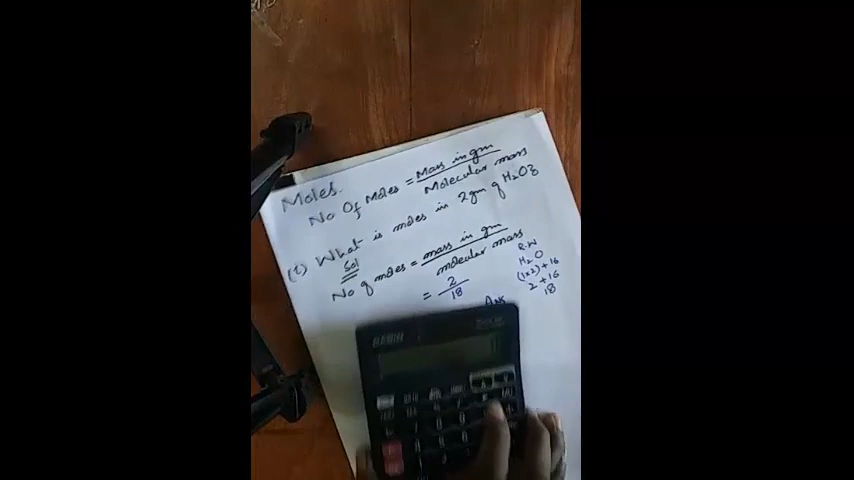 Moles.
No Of Moles = Mass in gm
Molecular mass
(1) What is moles in 2gm of H2O?
Sol
No of moles = mass in gm
molecular mass
= 2
18
Ans
R.W
H2O
(1×2)+16
2+16
18